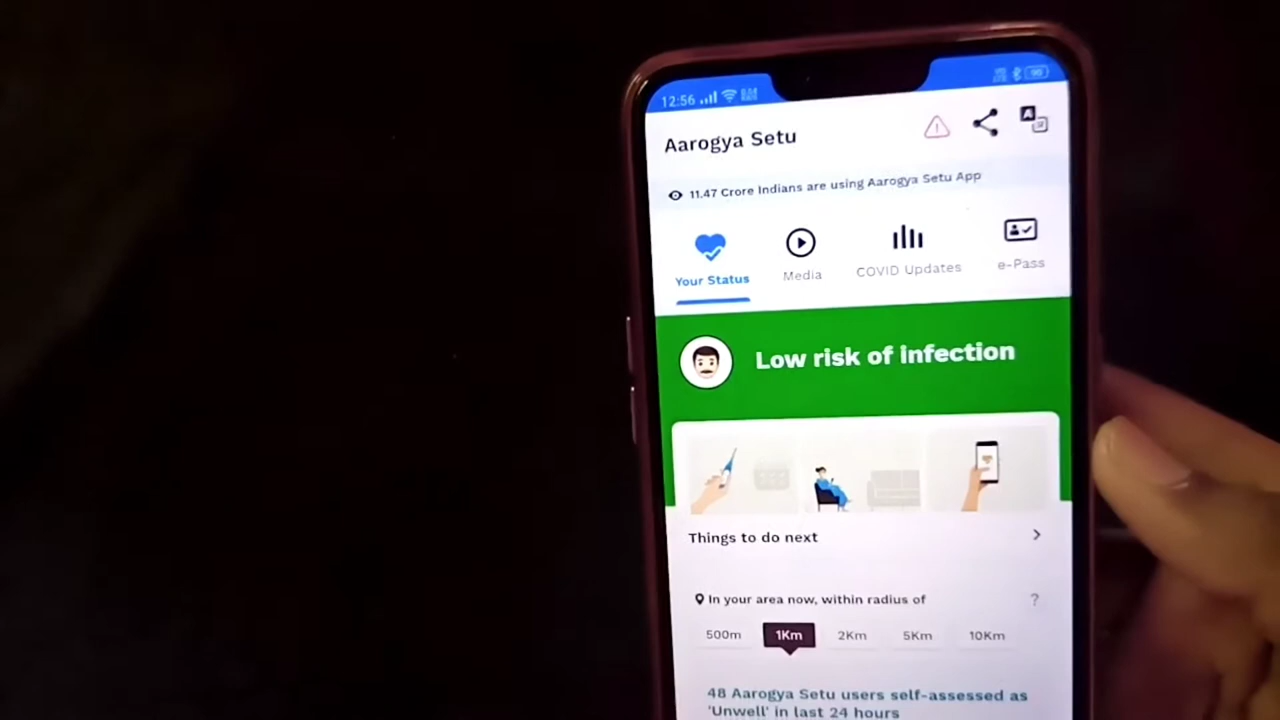 12:56
90
Aarogya Setu
11.47 Crore Indians are using Aarogya Setu App
Your Status
Media
COVID Updates
e-Pass
Low risk of infection
Things to do next
In your area now, within radius of
?
500m
1Km
2Km
5Km
10Km
48 Aarogya Setu users self-assessed as
'Unwell' in last 24 hours